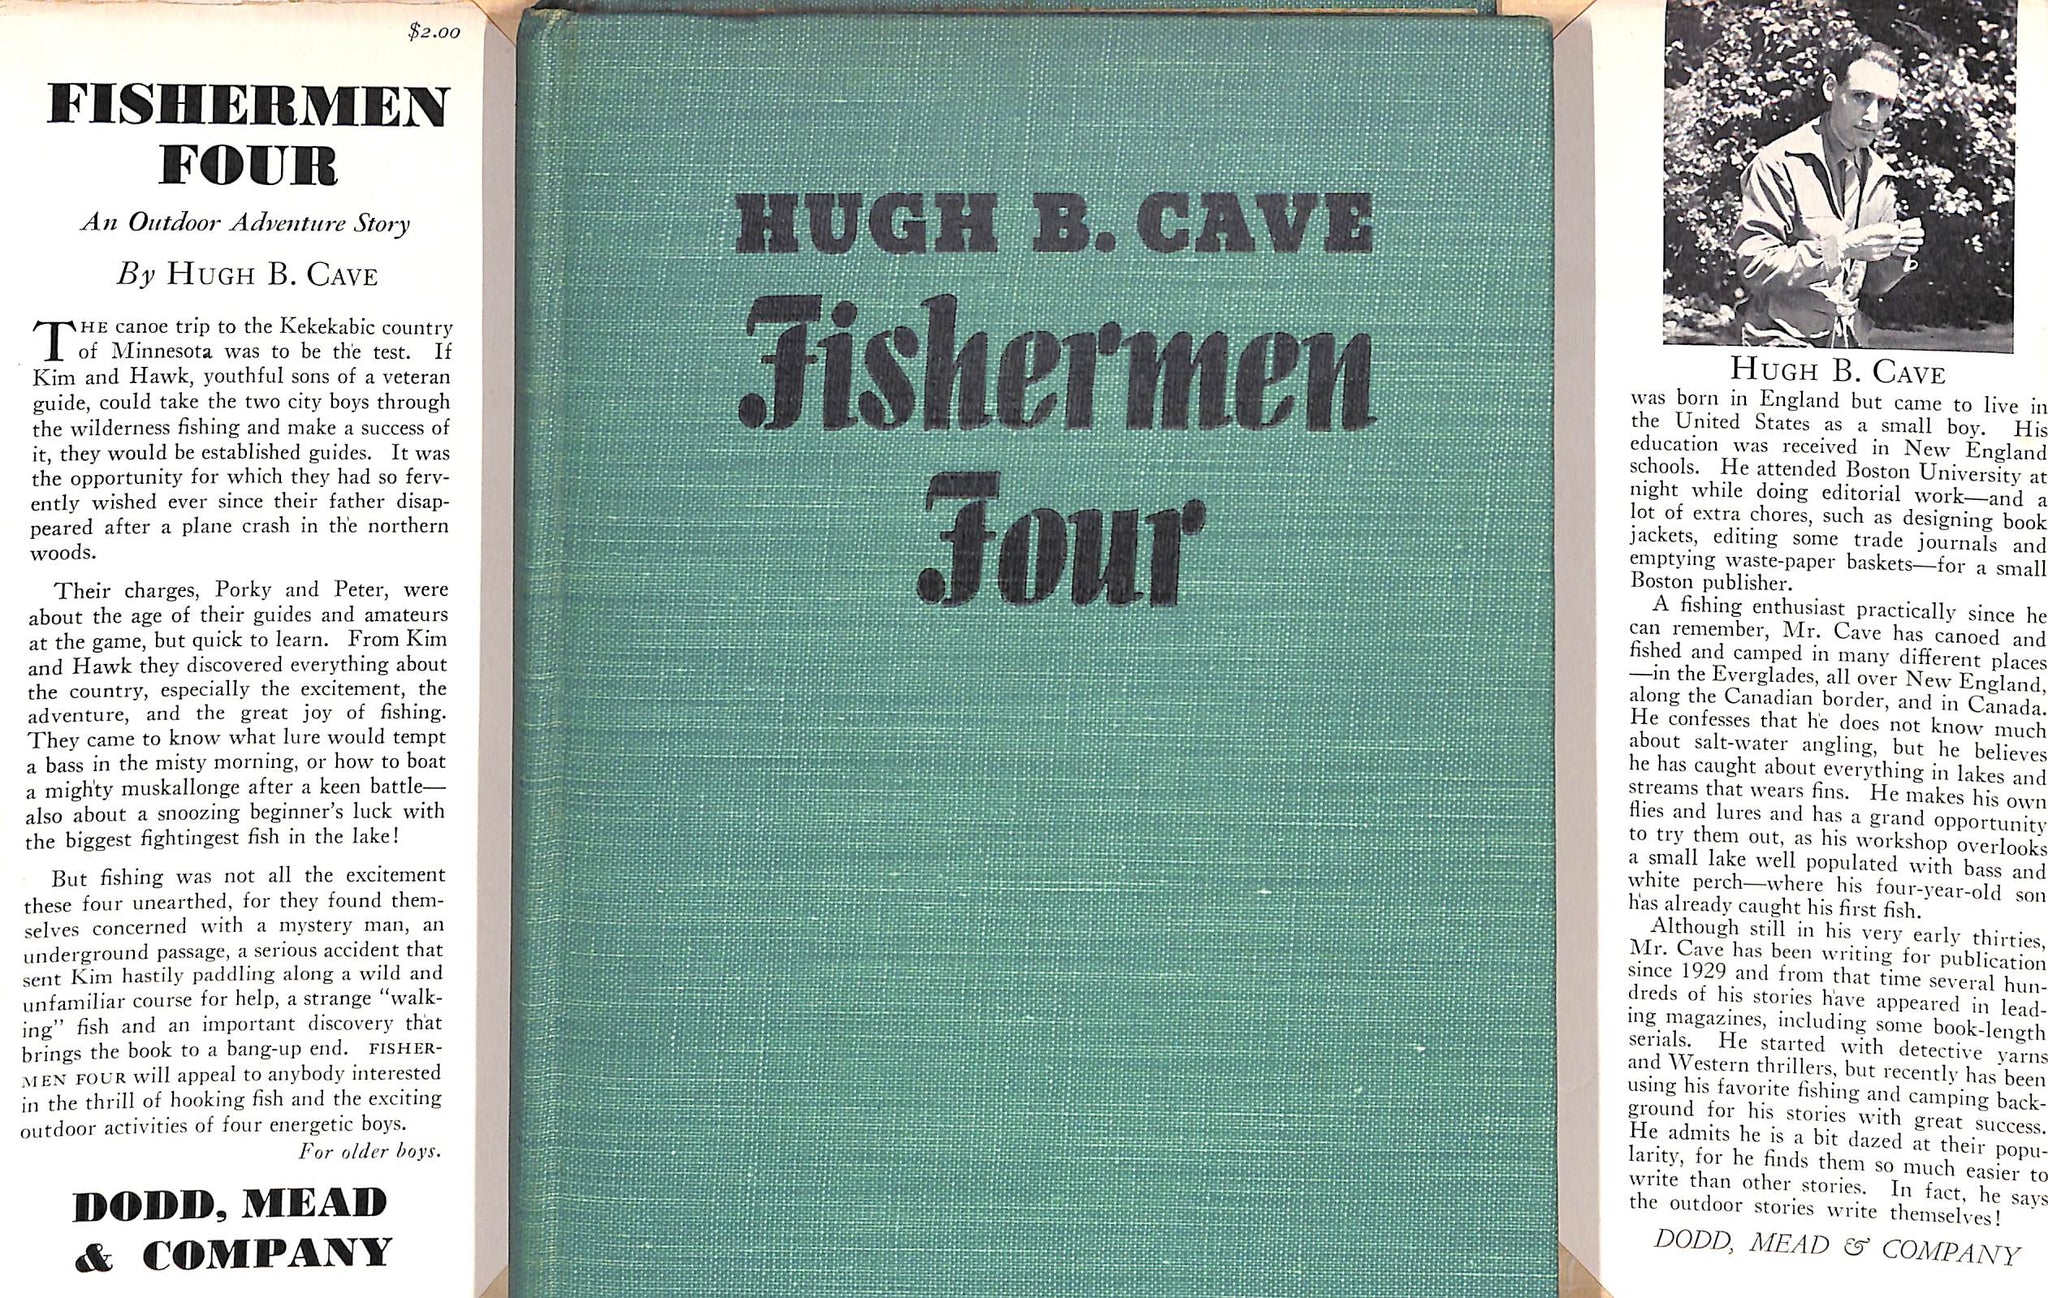 $2.00
FISHERMEN
FOUR
An Outdoor Adventure Story
By HUGH B. CAVE
THE canoe trip to the Kekekabic country
of Minnesota was to be the test. If
Kim and Hawk, youthful sons of a veteran
guide, could take the two city boys through
the wilderness fishing and make a success of
it, they would be established guides. It was
the opportunity for which they had so ferv-
ently wished ever since their father disap-
peared after a plane crash in the northern
woods.
Their charges, Porky and Peter, were
about the age of their guides and amateurs
at the game, but quick to learn. From Kim
and Hawk they discovered everything about
the country, especially the excitement, the
adventure, and the great joy of fishing.
They came to know what lure would tempt
a bass in the misty morning, or how to boat
a mighty muskallonge after a keen battle—
also about a snoozing beginner's luck with
the biggest fightingest fish in the lake!
But fishing was not all the excitement
these four unearthed, for they found them-
selves concerned with a mystery man, an
underground passage, a serious accident that
sent Kim hastily paddling along a wild and
unfamiliar course for help, a strange "walk-
ing" fish and an important discovery that
brings the book to a bang-up end. FISHER-
MEN FOUR will appeal to anybody interested
in the thrill of hooking fish and the exciting
outdoor activities of four energetic boys.
For older boys.
DODD, MEAD
& COMPANY
HUGH B. CAVE
Fishermen
Four
HUGH B. CAVE
was born in England but came to live in
the United States as a small boy. His
education was received in New England
schools. He attended Boston University at
night while doing editorial work—and a
lot of extra chores, such as designing book
jackets, editing some trade journals and
emptying waste-paper baskets—for a small
Boston publisher.
A fishing enthusiast practically since he
can remember, Mr. Cave has canoed and
fished and camped in many different places
—in the Everglades, all over New England,
along the Canadian border, and in Canada.
He confesses that he does not know much
about salt-water angling, but he believes
he has caught about everything in lakes and
streams that wears fins. He makes his own
flies and lures and has a grand opportunity
to try them out, as his workshop overlooks
a small lake well populated with bass and
white perch—where his four-year-old son
has already caught his first fish.
Although still in his very early thirties,
Mr. Cave has been writing for publication
since 1929 and from that time several hun-
dreds of his stories have appeared in lead-
ing magazines, including some book-length
serials. He started with detective yarns
and Western thrillers, but recently has been
using his favorite fishing and camping back-
ground for his stories with great success.
He admits he is a bit dazed at their popu-
larity, for he finds them so much easier to
write than other stories. In fact, he says
the outdoor stories write themselves!
DODD, MEAD & COMPANY